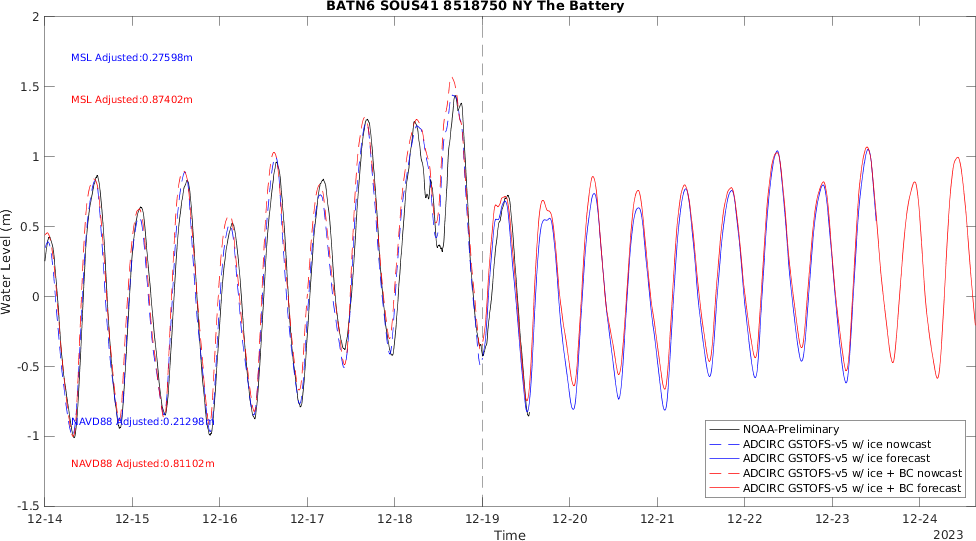 BATN6 SOUS41 8518750 NY The Battery
2
1.5
1
0.5
0
-0.5
-1
-1.5
Water Level (m)
MSL Adjusted:0.27598m
MSL Adjusted:0.87402m
NAVD88 Adjusted:0.21298m
NAVD88 Adjusted:0.81102m
NOAA-Preliminary
ADCIRC GSTOFS-v5 w/ ice nowcast
ADCIRC GSTOFS-v5 w/ ice forecast
ADCIRC GSTOFS-v5 w/ ice + BC nowcast
ADCIRC GSTOFS-v5 w/ ice + BC forecast
12-14 12-15 12-16 12-17 12-18 12-19 12-20 12-21 12-22 12-23 12-24
Time
2023